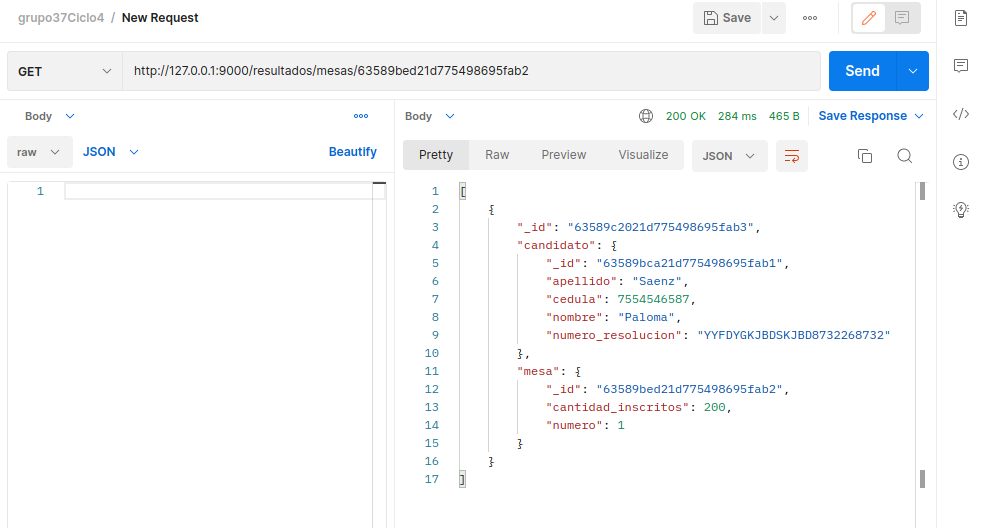 grupo37Ciclo4 / New Request
Save
GET
http://127.0.0.1:9000/resultados/mesas/63589bed21d775498695fab2
Send
Body
raw
JSON
Beautify
1
Body
200 OK 284 ms 465 B
Save Response
Pretty
Raw
Preview
Visualize
JSON
1 [
2 {
3 "_id": "63589c2021d775498695fab3",
4 "candidato": {
5 "_id": "63589bca21d775498695fab1",
6 "apellido": "Saenz",
7 "cedula": 7554546587,
8 "nombre": "Paloma",
9 "numero_resolucion": "YYFDYGKJBDSKJBD8732268732"
10 },
11 "mesa": {
12 "_id": "63589bed21d775498695fab2",
13 "cantidad_inscritos": 200,
14 "numero": 1
15 }
16 }
17 ]